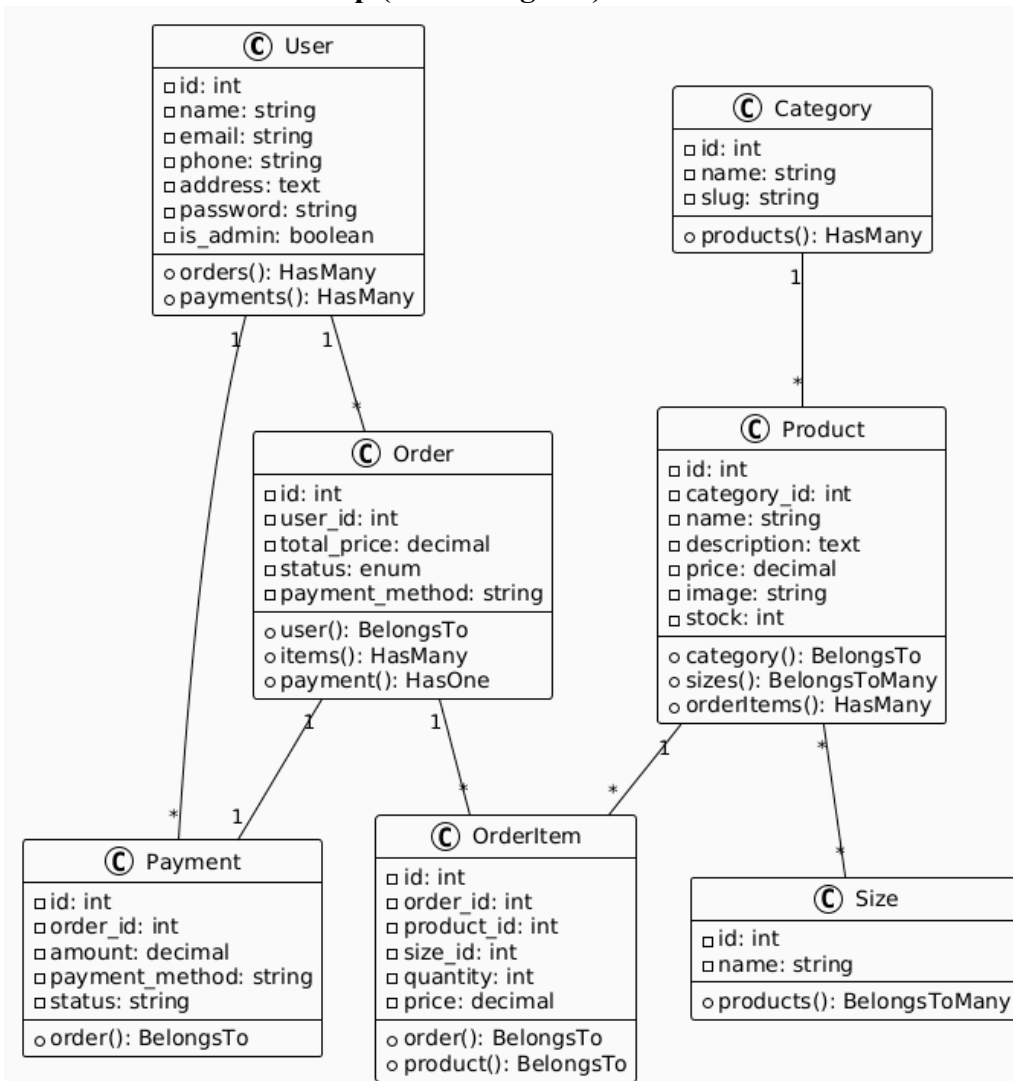 C User
id: int
name: string
email: string
phone: string
address: text
password: string
is_admin: boolean
orders(): HasMany
payments(): HasMany
C Category
id: int
name: string
slug: string
products(): HasMany
1
1
1
*
*
C Order
id: int
user_id: int
total_price: decimal
status: enum
payment_method: string
user(): BelongsTo
items(): HasMany
payment(): HasOne
C Product
id: int
category_id: int
name: string
description: text
price: decimal
image: string
stock: int
category(): BelongsTo
sizes(): BelongsToMany
orderItems(): HasMany
1
1
1
*
*
1
*
*
*
C Payment
id: int
order_id: int
amount: decimal
payment_method: string
status: string
order(): BelongsTo
C OrderItem
id: int
order_id: int
product_id: int
size_id: int
quantity: int
price: decimal
order(): BelongsTo
product(): BelongsTo
C Size
id: int
name: string
products(): BelongsToMany